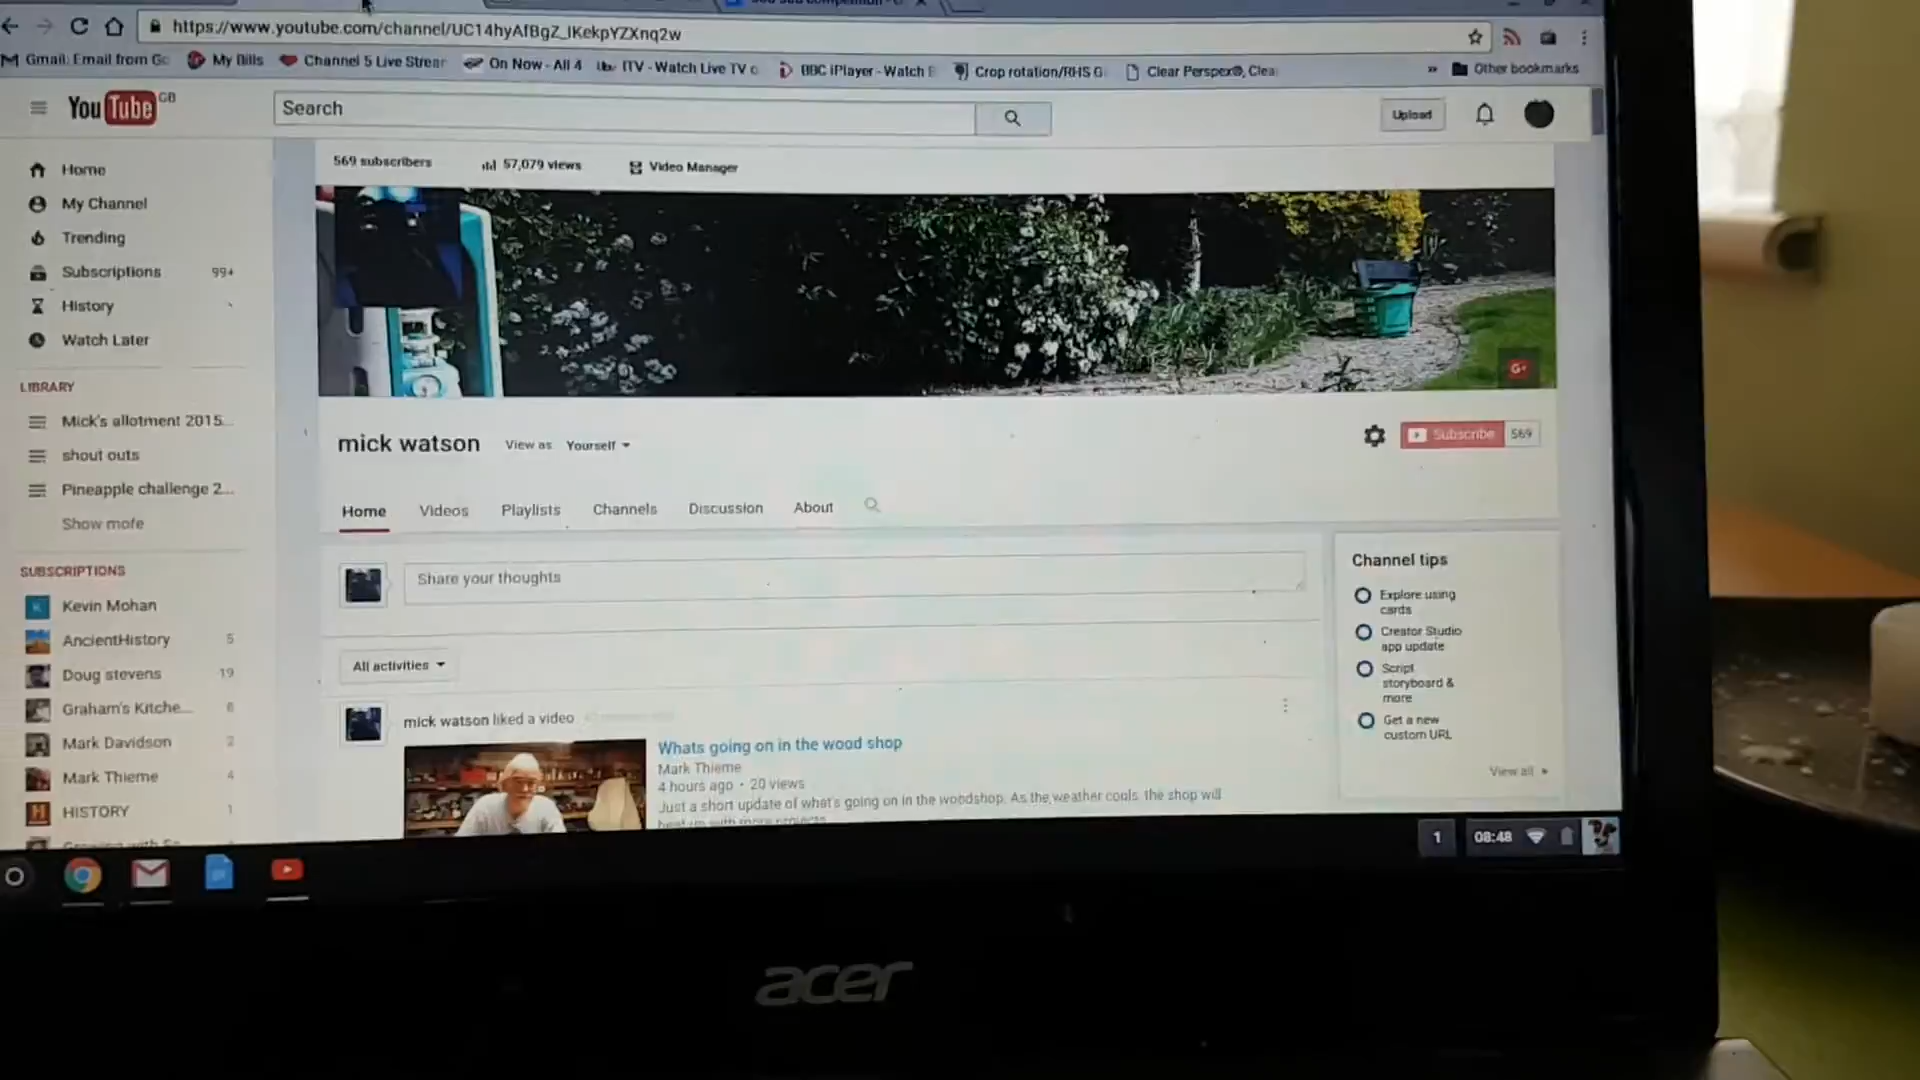 https://www.youtube.com/channel/UC14hyAfBgZ_IKekpYZXnq2w
Gmail: Email from Go
My Bills
Channel 5 Live Strear
On Now - All 4
ITV - Watch Live TV o
BBC iPlayer - Watch B
Crop rotation/RHS G
Clear Perspex®, Clea
»
Other bookmarks
YouTube GB
Search
Upload
569 subscribers
57,079 views
Video Manager
Home
My Channel
Trending
Subscriptions 99+
History
Watch Later
LIBRARY
Mick's allotment 2015...
shout outs
Pineapple challenge 2...
Show more
SUBSCRIPTIONS
Kevin Mohan
AncientHistory 5
Doug stevens 19
Graham's Kitche... 6
Mark Davidson 2
Mark Thieme 4
HISTORY 1
G+
mick watson
View as Yourself
Subscribe 569
Home
Videos
Playlists
Channels
Discussion
About
Share your thoughts
All activities
mick watson liked a video
Whats going on in the wood shop
Mark Thieme
4 hours ago • 20 views
Just a short update of what's going on in the woodshop. As the weather cools the shop will
Channel tips
Explore using
cards
Creator Studio
app update
Script
storyboard &
more
Get a new
custom URL
View all
1
08:48
acer